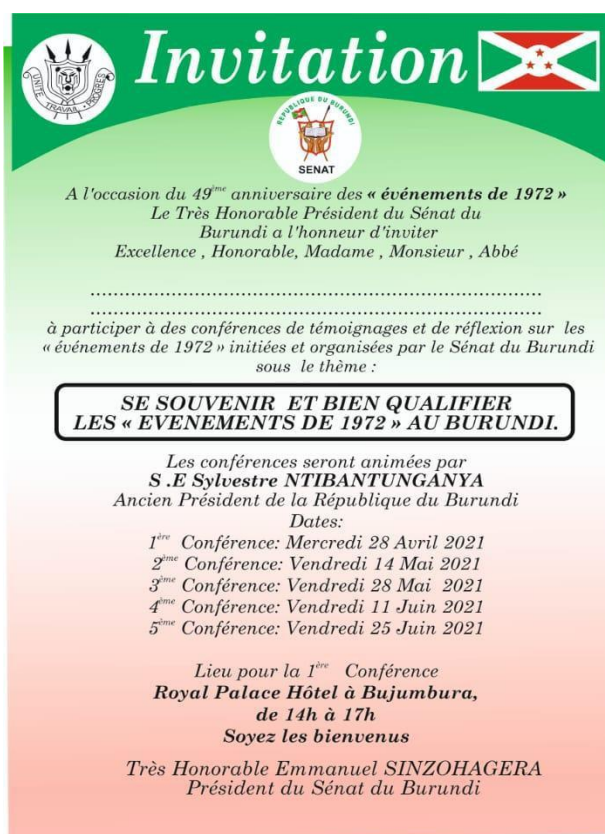 Invitation
UNITE TRAVAIL PROGRES
REPUBLIQUE DU BURUNDI
SENAT
A l'occasion du 49ème anniversaire des « événements de 1972 »
Le Très Honorable Président du Sénat du
Burundi a l'honneur d'inviter
Excellence , Honorable, Madame , Monsieur , Abbé
................................................................................
................................................................................
à participer à des conférences de témoignages et de réflexion sur les
« événements de 1972 » initiées et organisées par le Sénat du Burundi
sous le thème :
SE SOUVENIR ET BIEN QUALIFIER
LES « EVENEMENTS DE 1972 » AU BURUNDI.
Les conférences seront animées par
S .E Sylvestre NTIBANTUNGANYA
Ancien Président de la République du Burundi
Dates:
1ère Conférence: Mercredi 28 Avril 2021
2ème Conférence: Vendredi 14 Mai 2021
3ème Conférence: Vendredi 28 Mai 2021
4ème Conférence: Vendredi 11 Juin 2021
5ème Conférence: Vendredi 25 Juin 2021
Lieu pour la 1ère Conférence
Royal Palace Hôtel à Bujumbura,
de 14h à 17h
Soyez les bienvenus
Très Honorable Emmanuel SINZOHAGERA
Président du Sénat du Burundi